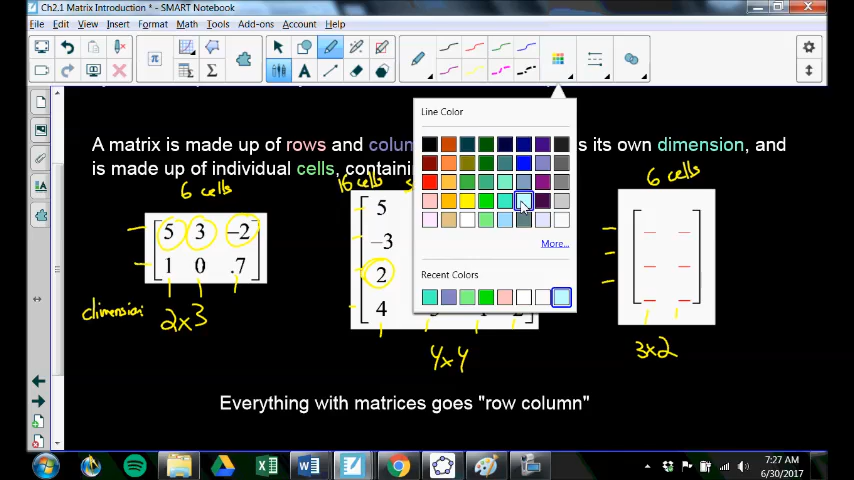 Ch2.1 Matrix Introduction * - SMART Notebook
File Edit View Insert Format Math Tools Add-ons Account Help
Line Color
A matrix is made up of rows and colum s its own dimension, and
is made up of individual cells, contain
6 cells
16 cells
6 cells
More...
Recent Colors
5 3 -2
1 0 .7
5
-3
2
4
dimension
2x3
4x4
3x2
Everything with matrices goes "row column"
7:27 AM
6/30/2017